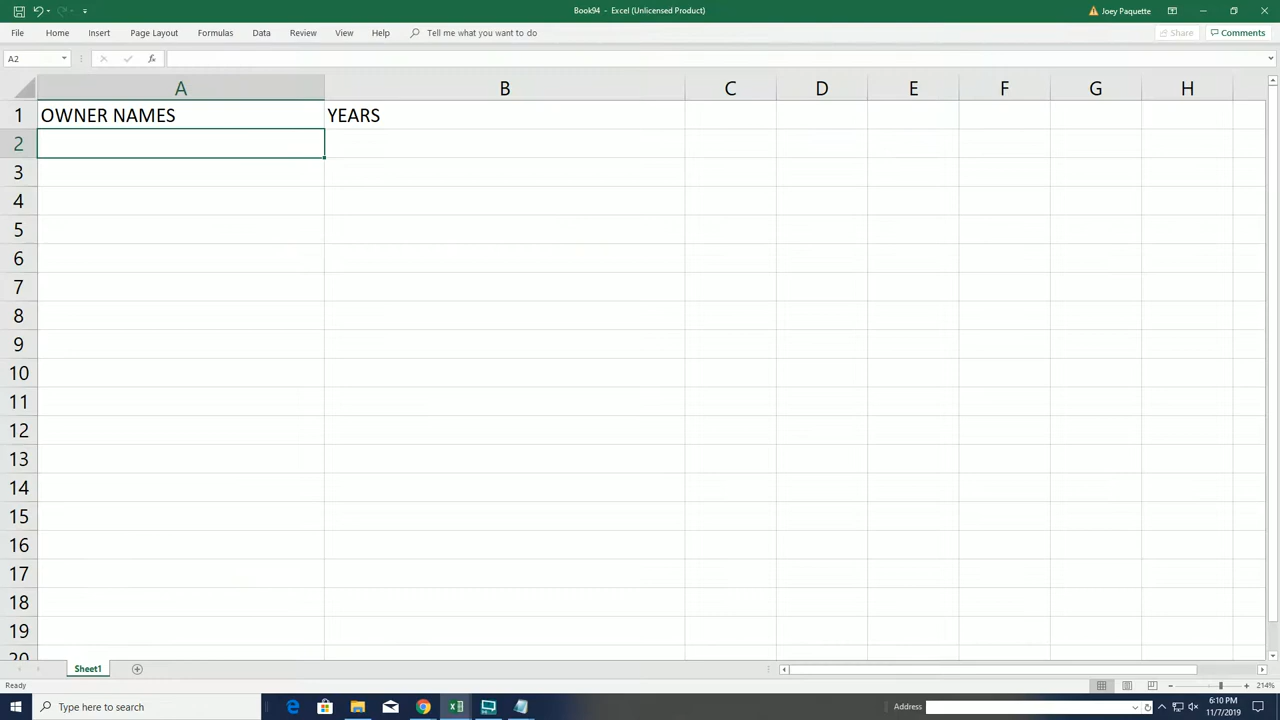 Book94 - Excel (Unlicensed Product)
Joey Paquette
File Home Insert Page Layout Formulas Data Review View Help Tell me what you want to do
Share Comments
A2 fx
A B C D E F G H
1 OWNER NAMES YEARS
2
3
4
5
6
7
8
9
10
11
12
13
14
15
16
17
18
19
20
Sheet1
Ready 214%
Type here to search Address 6:10 PM
11/7/2019